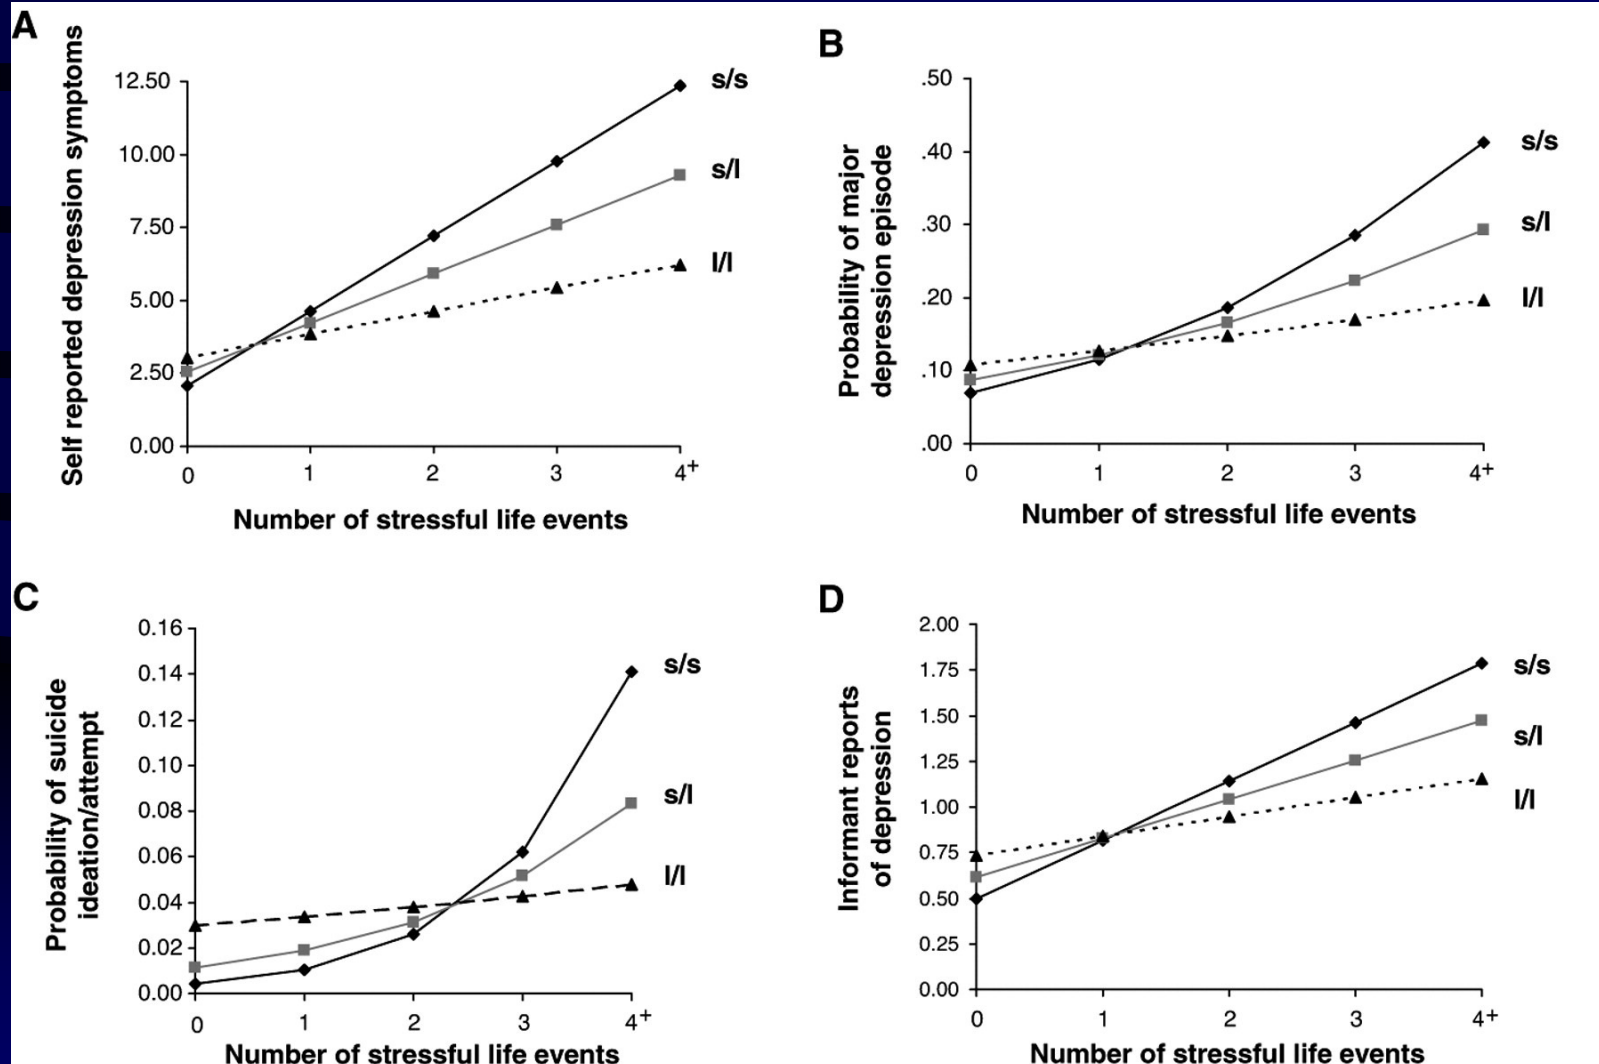 A
Self reported depression symptoms
12.50
10.00
7.50
5.00
2.50
0.00
0 1 2 3 4+
Number of stressful life events
s/s
s/l
l/l
B
Probability of major
depression episode
.50
.40
.30
.20
.10
.00
0 1 2 3 4+
Number of stressful life events
s/s
s/l
l/l
C
Probability of suicide
ideation/attempt
0.16
0.14
0.12
0.10
0.08
0.06
0.04
0.02
0.00
0 1 2 3 4+
Number of stressful life events
s/s
s/l
l/l
D
Informant reports
of depression
2.00
1.75
1.50
1.25
1.00
0.75
0.50
0.25
0.00
0 1 2 3 4+
Number of stressful life events
s/s
s/l
l/l